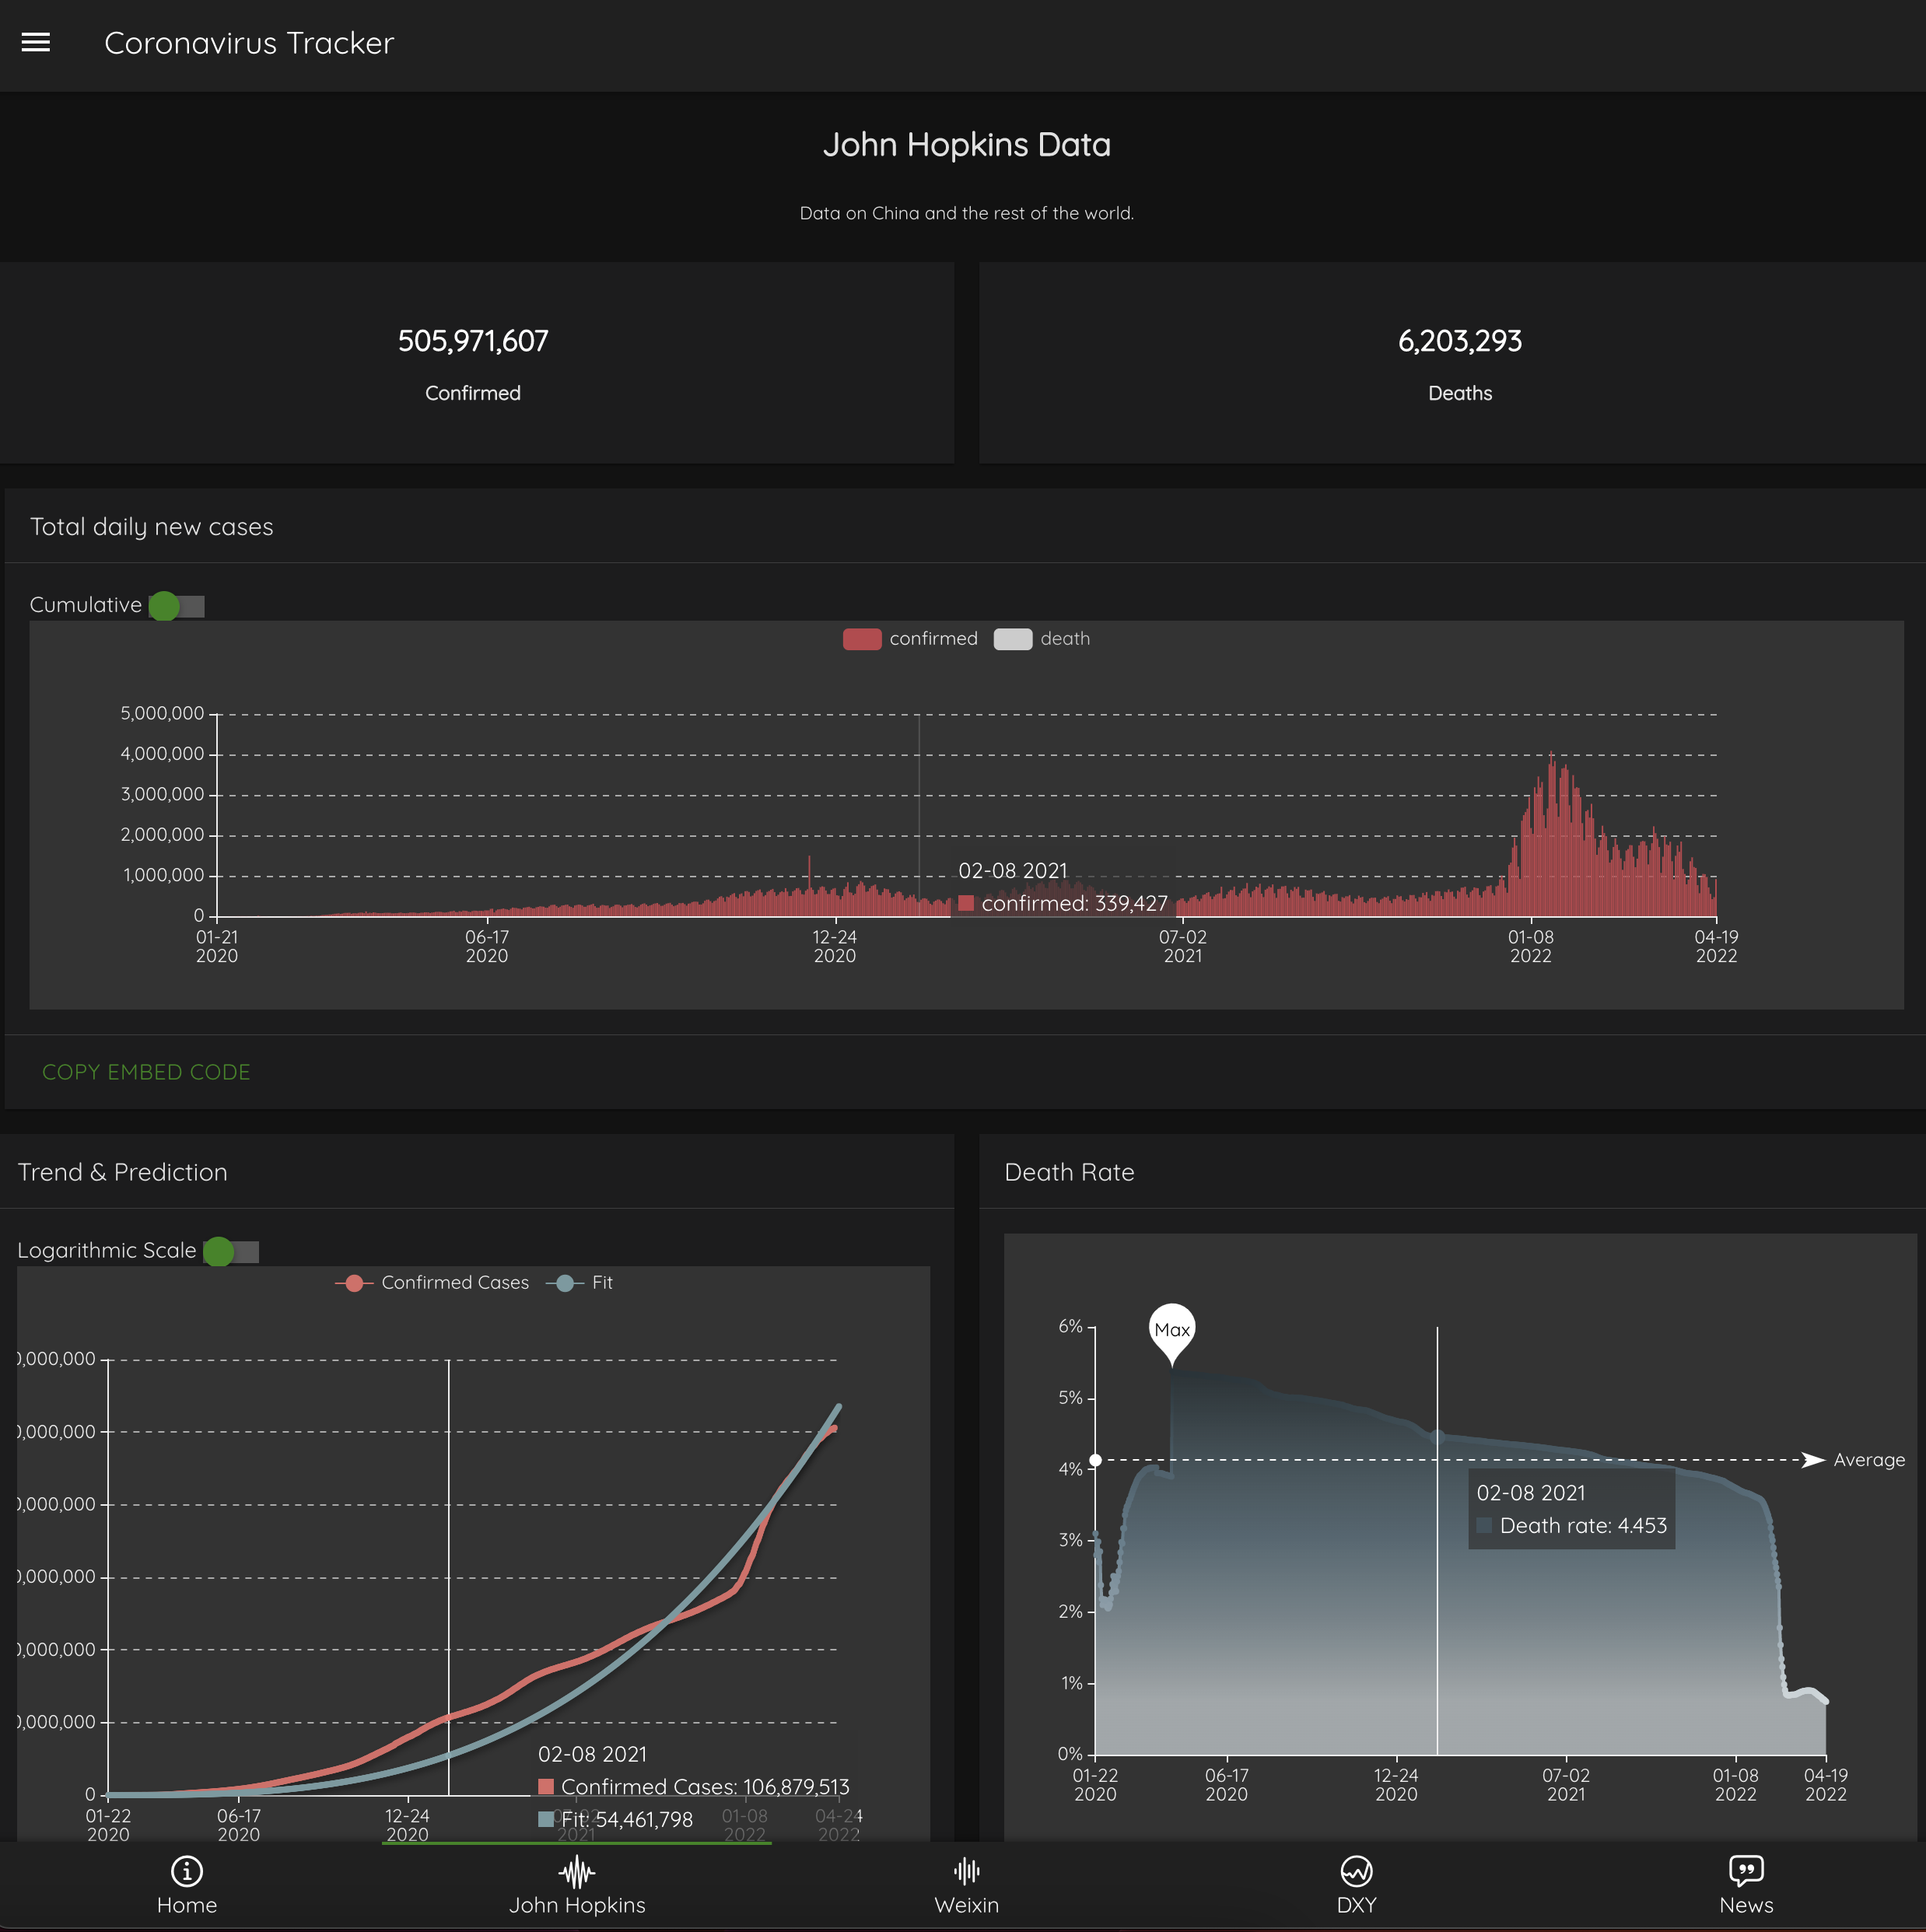 Coronavirus Tracker
John Hopkins Data
Data on China and the rest of the world.
505,971,607
Confirmed
6,203,293
Deaths
Total daily new cases
Cumulative
confirmed death
5,000,000
4,000,000
3,000,000
2,000,000
1,000,000
0
02-08 2021
confirmed: 339,427
01-21 2020
06-17 2020
12-24 2020
07-02 2021
01-08 2022
04-19 2022
COPY EMBED CODE
Trend & Prediction
Logarithmic Scale
Confirmed Cases Fit
0,000,000
0,000,000
0,000,000
0,000,000
0,000,000
0,000,000
0
02-08 2021
Confirmed Cases: 106,879,513
Fit: 54,461,798
01-22 2020
06-17 2020
12-24 2020
07-02 2021
01-08 2022
04-24 2022
Death Rate
Max
6%
5%
4%
3%
2%
1%
0%
Average
02-08 2021
Death rate: 4.453
01-22 2020
06-17 2020
12-24 2020
07-02 2021
01-08 2022
04-19 2022
Home
John Hopkins
Weixin
DXY
News